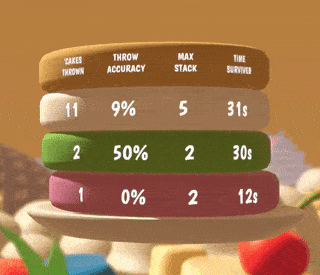 'CAKES THROW MAX TIME
THROWN ACCURACY STACK SURVIVED
11 9% 5 31s
2 50% 2 30s
1 0% 2 12s